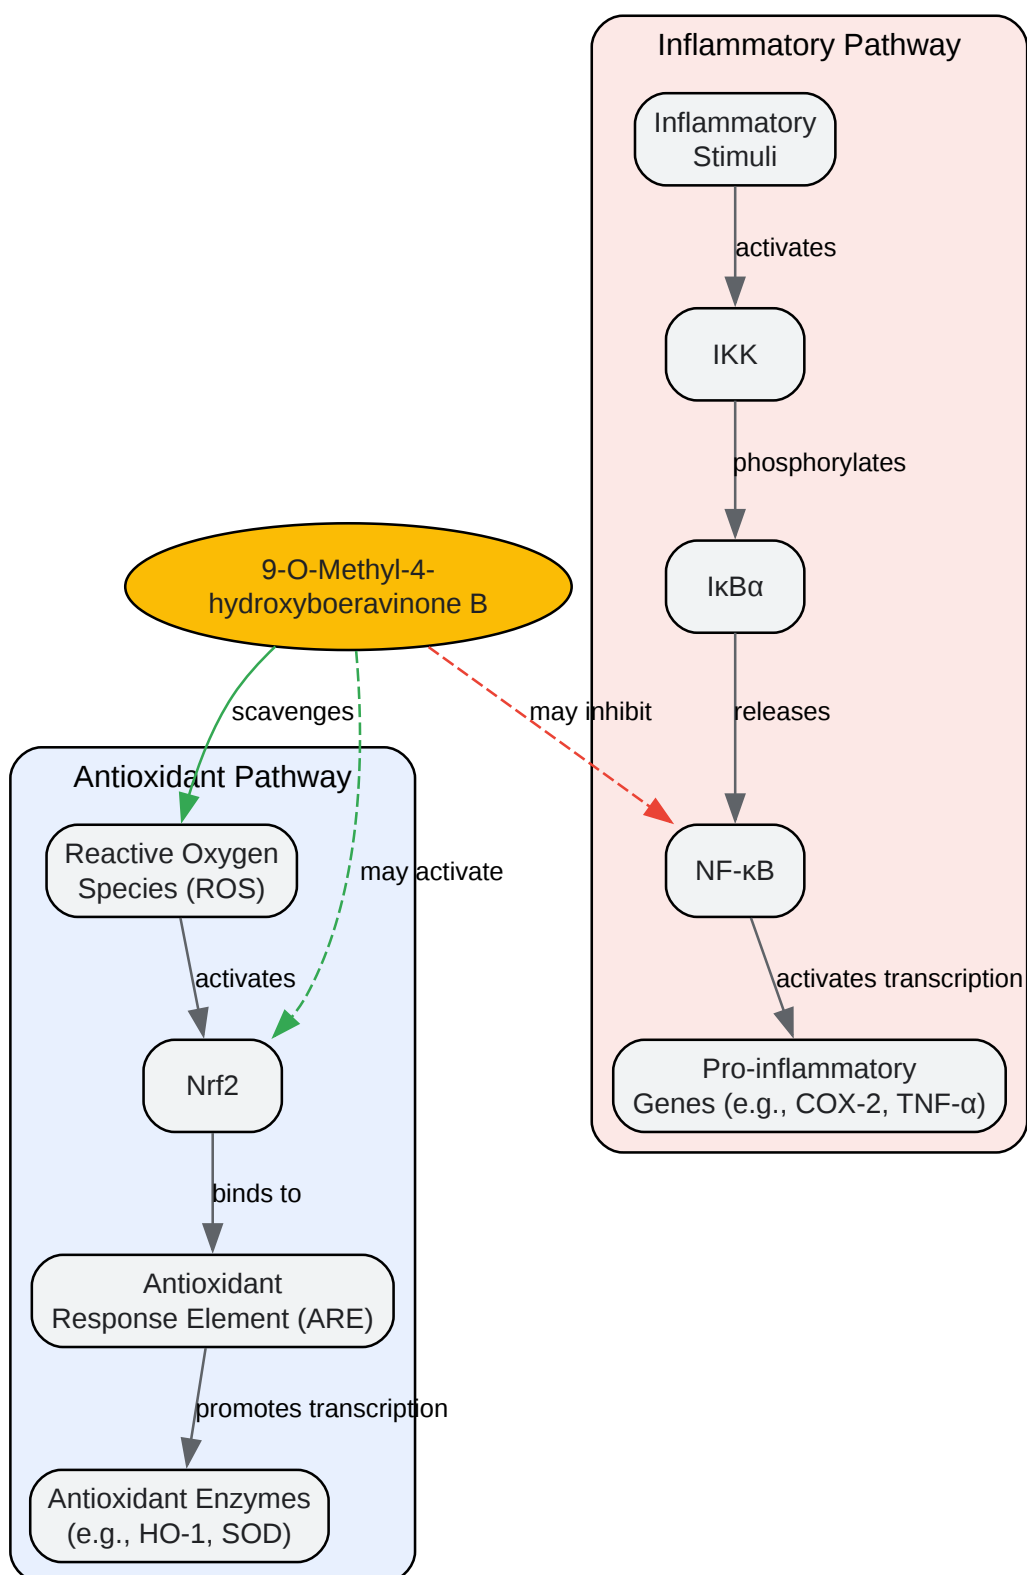 Inflammatory Pathway
Inflammatory
Stimuli
activates
IKK
phosphorylates
IκBα
releases
9-O-Methyl-4-
hydroxyboeravinone B
scavenges
may activate
may inhibit
NF-κB
activates transcription
Pro-inflammatory
Genes (e.g., COX-2, TNF-α)
Antioxidant Pathway
Reactive Oxygen
Species (ROS)
activates
Nrf2
binds to
Antioxidant
Response Element (ARE)
promotes transcription
Antioxidant Enzymes
(e.g., HO-1, SOD)